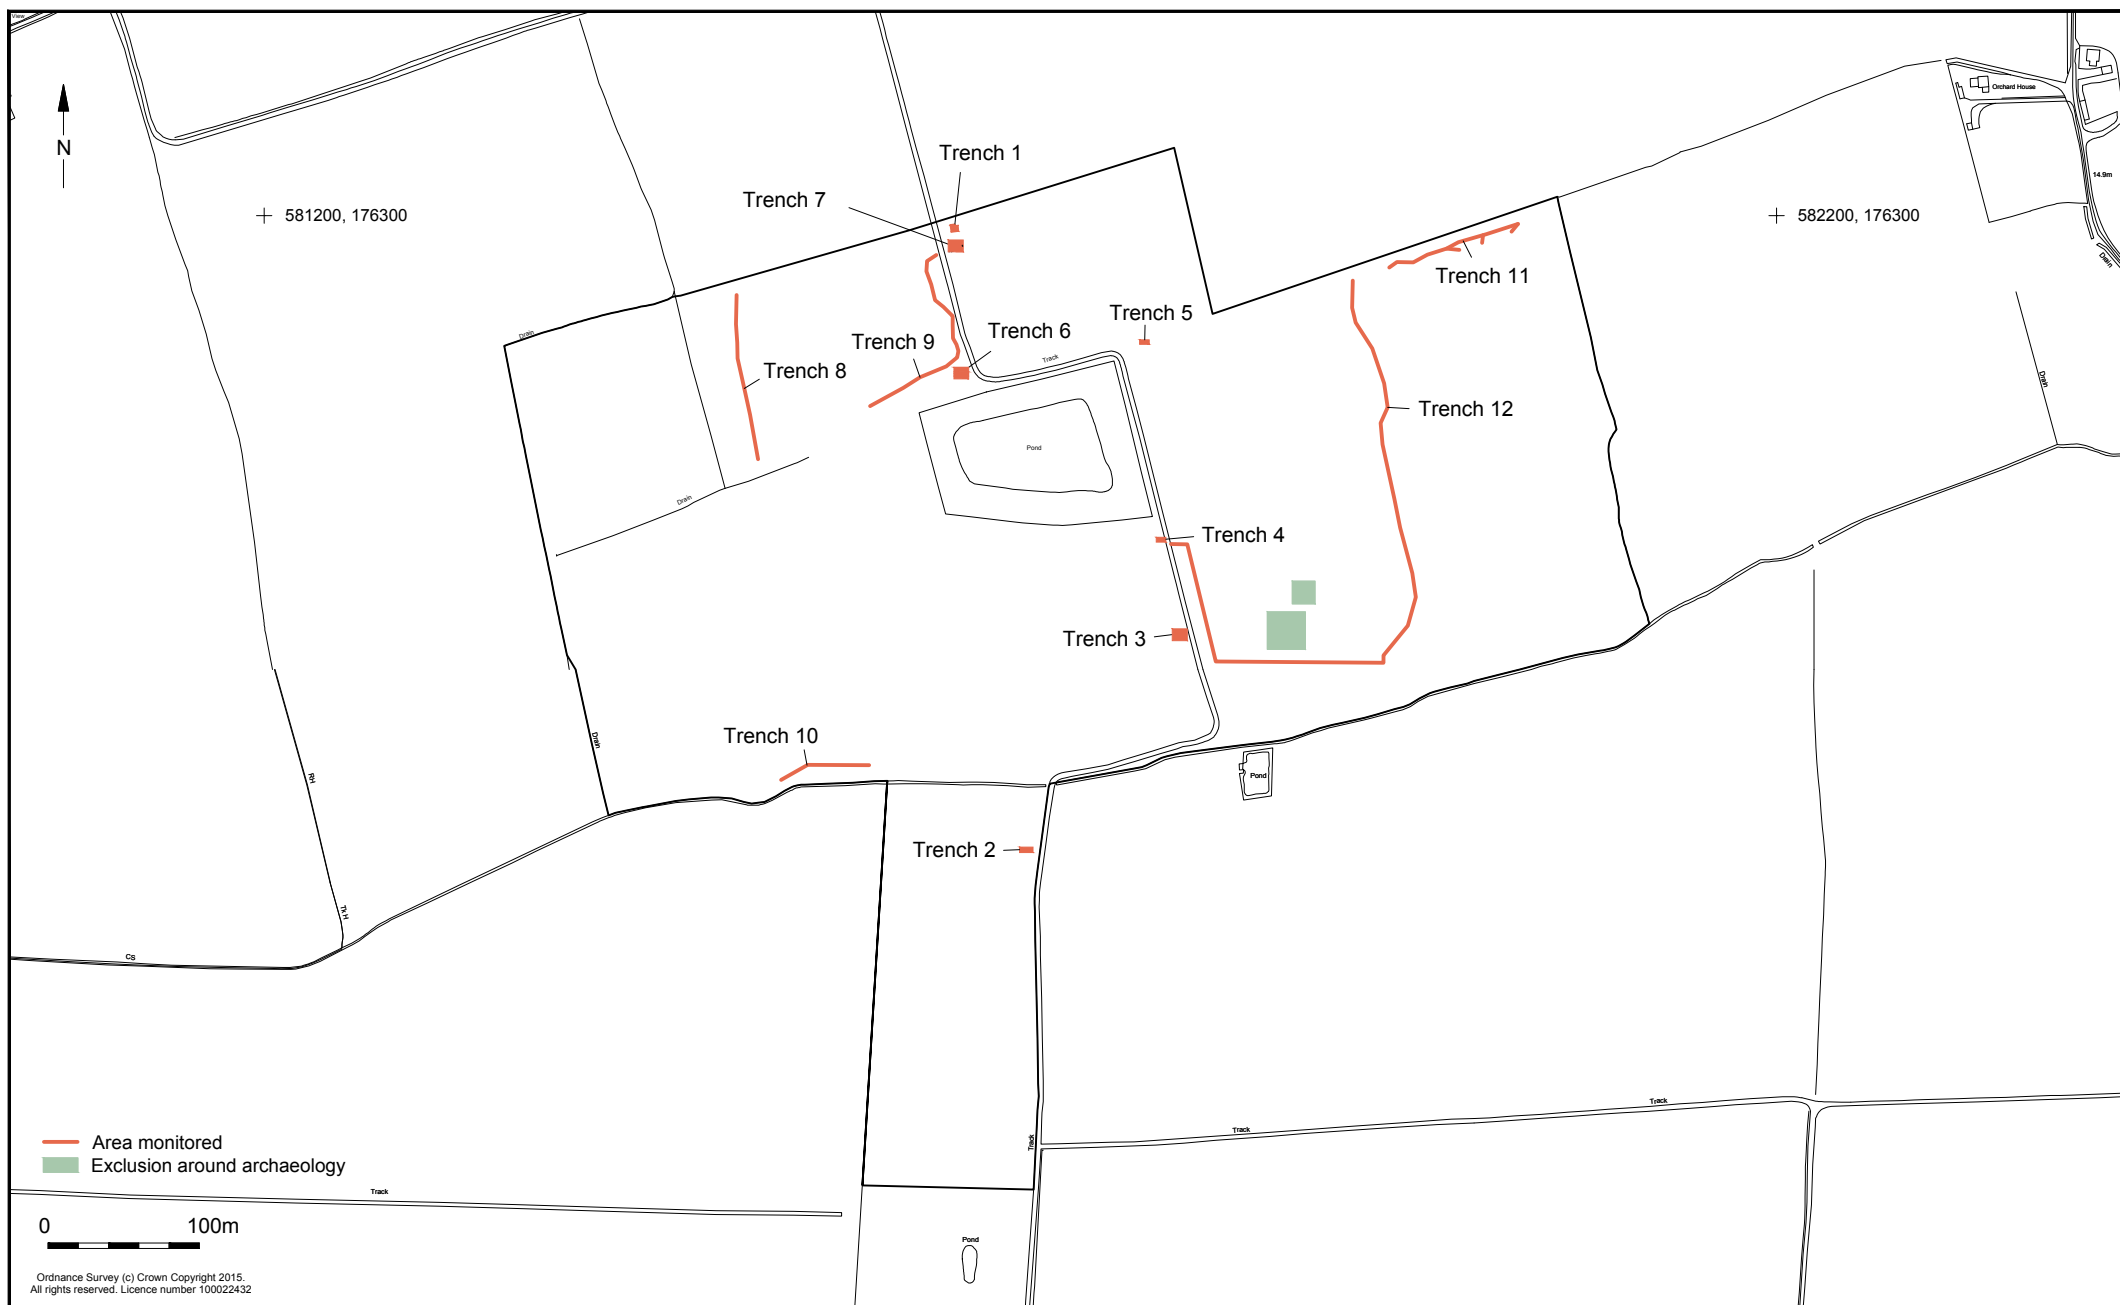 View
N
581200, 176300
582200, 176300
Orchard House
14.9m
Drain
Trench 1
Trench 7
Trench 11
Trench 5
Trench 6
Trench 9
Trench 8
Track
Drain
Drain
Trench 12
Pond
Drain
Trench 4
Trench 3
Trench 10
Drain
RH
Pond
Trench 2
Tk H
CS
Track
Track
Track
Area monitored
Exclusion around archaeology
Track
0 100m
Pond
Ordnance Survey (c) Crown Copyright 2015.
All rights reserved. Licence number 100022432